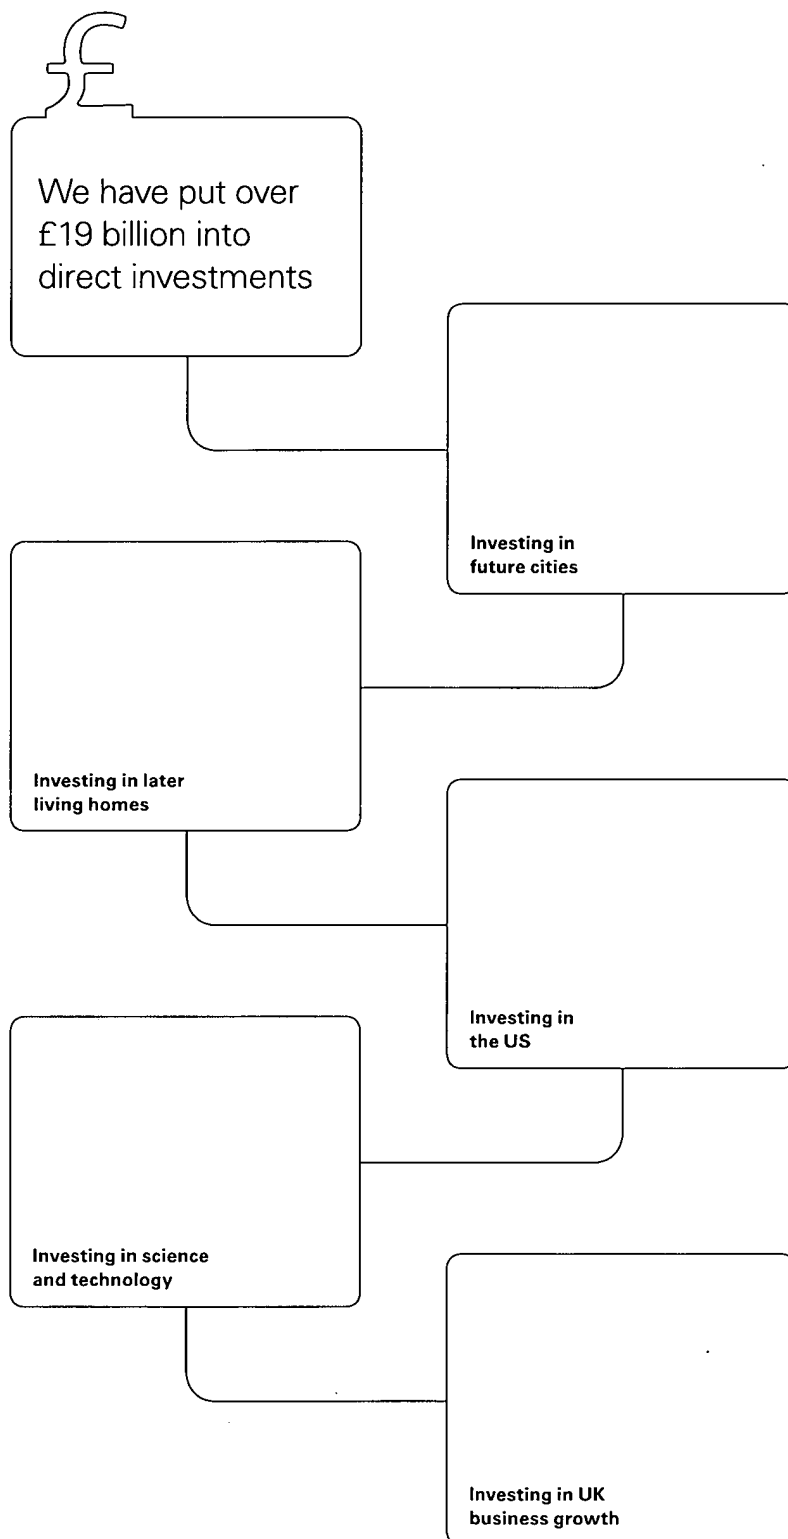 £
We have put over
£19 billion into
direct investments
Investing in
future cities
Investing in later
living homes
Investing in
the US
Investing in science
and technology
Investing in UK
business growth